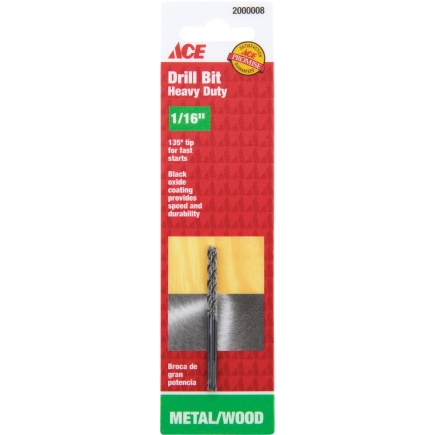 2000008
ACE
SATISFACTION
ACE
PROMISE
Drill Bit
Heavy Duty
1/16"
135° tip
for fast
starts
Black
oxide
coating
provides
speed and
durability
Broca de
gran
potencia
METAL/WOOD